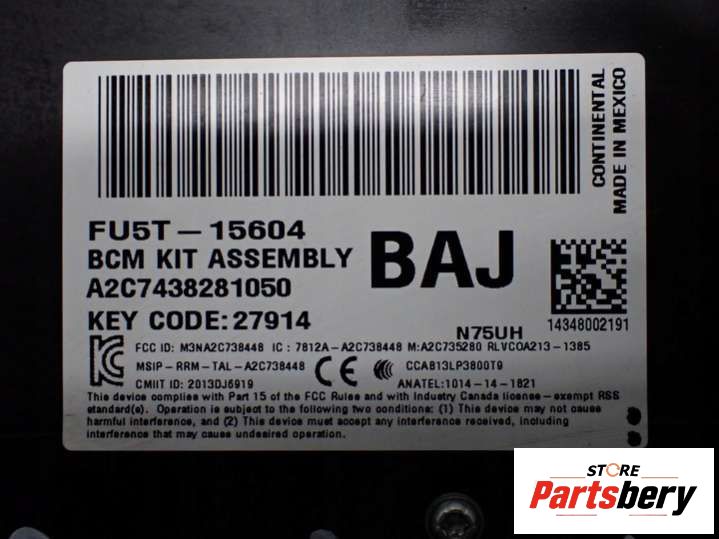 CONTINENTAL
MADE IN MEXICO
FU5T-15604
BCM KIT ASSEMBLY
BAJ
A2C7438281050
KEY CODE:27914
N75UH
14348002191
FCC ID: M3NA2C738448 IC : 7812A-A2C738448 M:A2C735280 RLVCOA213-1385
MSIP-RRM-TAL-A2C738448 CE CCAB13LP3800T9
CMIIT ID: 2013DJ6919 ANATEL:1014-14-1821
This device complies with Part 15 of the FCC Rules and with Industry Canada license-exempt RSS
standard(s). Operation is subject to the following two conditions: (1) This device may not cause
harmful interference, and (2) This device must accept any interference received, including
interference that may cause undesired operation.
STORE
Partsbery